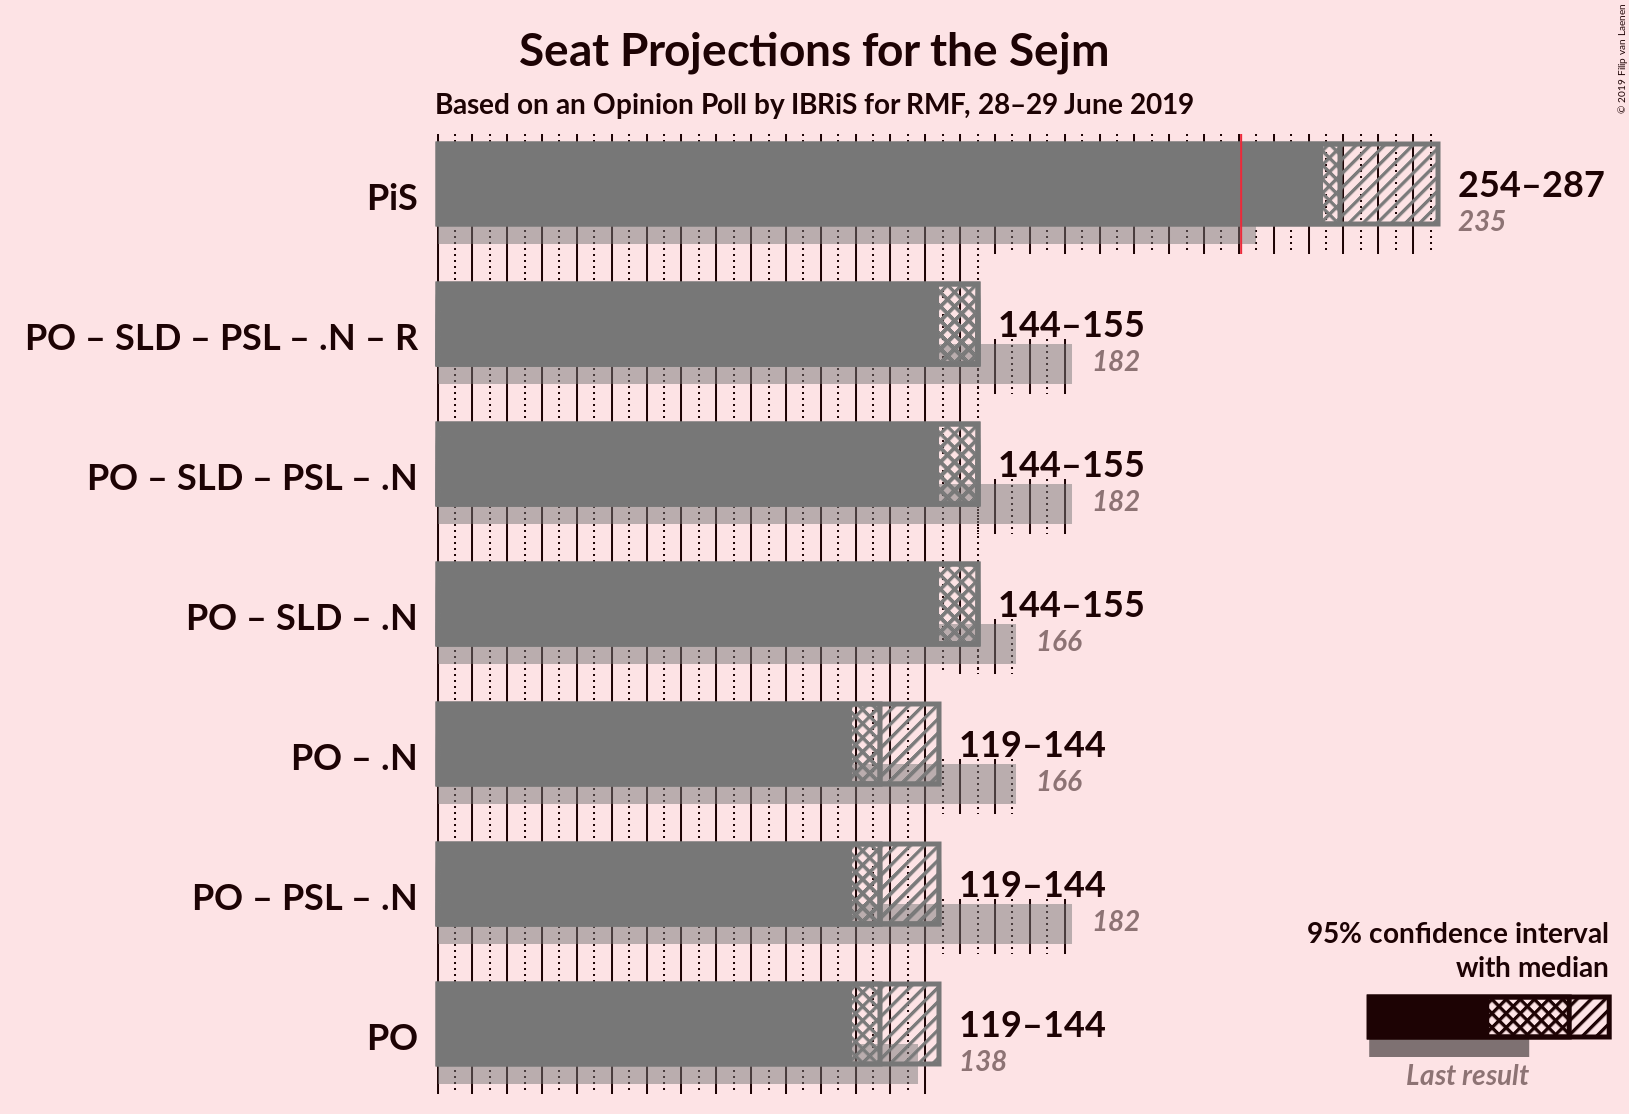 Seat Projections for the Sejm
Based on an Opinion Poll by IBRiS for RMF, 28–29 June 2019
© 2019 Filip van Laenen
PiS
254–287
235
PO – SLD – PSL – .N – R
144–155
182
PO – SLD – PSL – .N
144–155
182
PO – SLD – .N
144–155
166
PO – .N
119–144
166
PO – PSL – .N
119–144
182
PO
119–144
138
95% confidence interval
with median
Last result